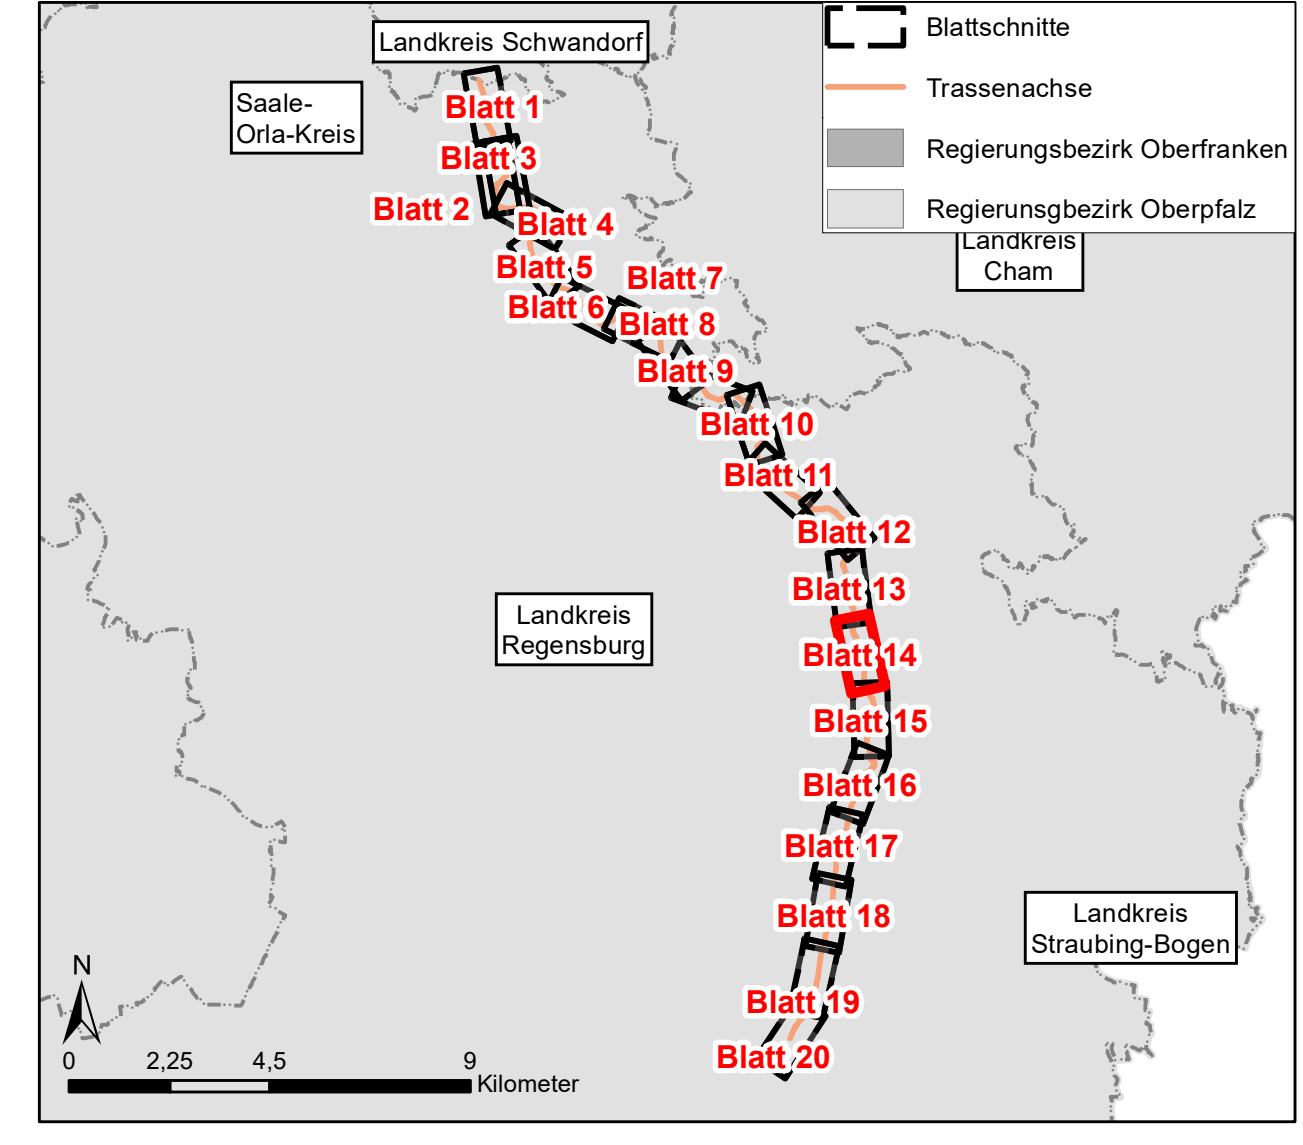 Landkreis Schwandorf
Saale-
Orla-Kreis
Blattschnitte
Trassenachse
Regierungsbezirk Oberfranken
Regierunsgbezirk Oberpfalz
Landkreis
Cham
Blatt 1
Blatt 3
Blatt 2
Blatt 4
Blatt 5
Blatt 7
Blatt 6
Blatt 8
Blatt 9
Blatt 10
Blatt 11
Blatt 12
Blatt 13
Landkreis
Regensburg
Blatt 14
Blatt 15
Blatt 16
Blatt 17
Blatt 18
Landkreis
Straubing-Bogen
Blatt 19
Blatt 20
N
0 2,25 4,5 9
Kilometer